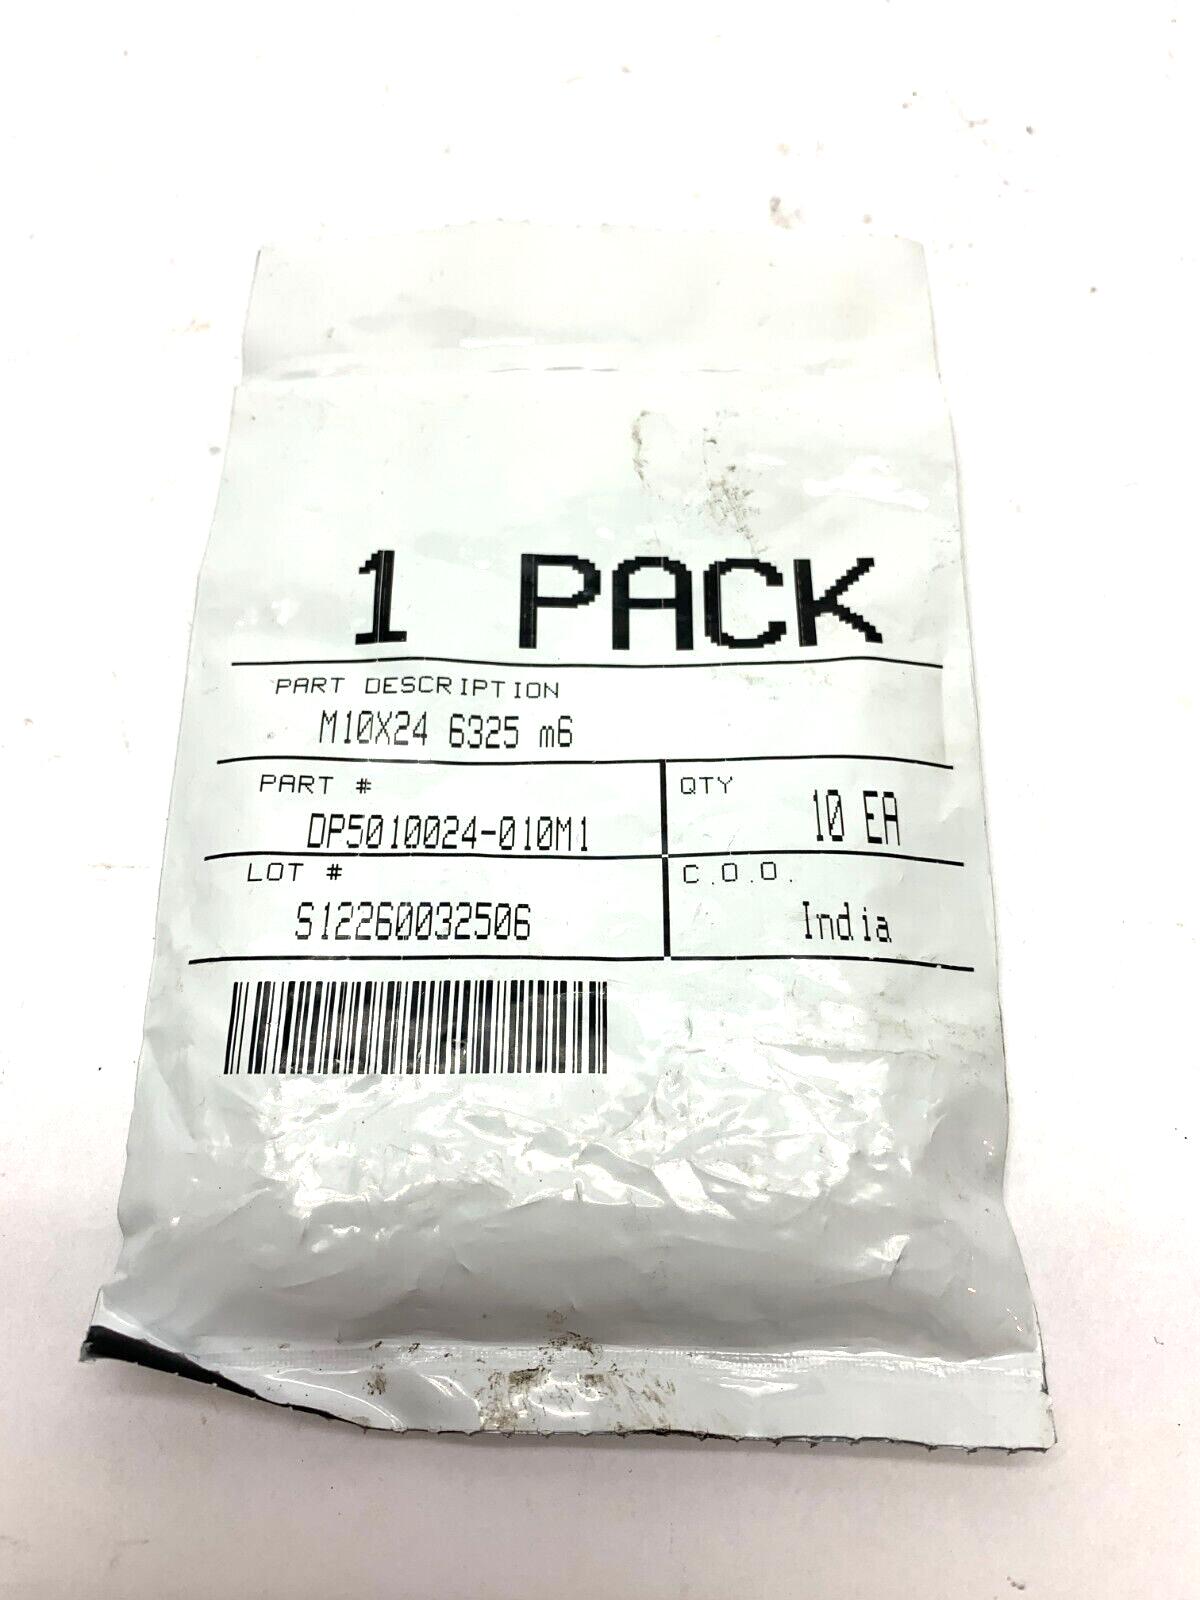 1 PACK
PART DESCRIPTION
M10X24 6325 m6
PART #
DP5010024-010M1
QTY
10 EA
LOT #
S12260032506
C.O.O.
India